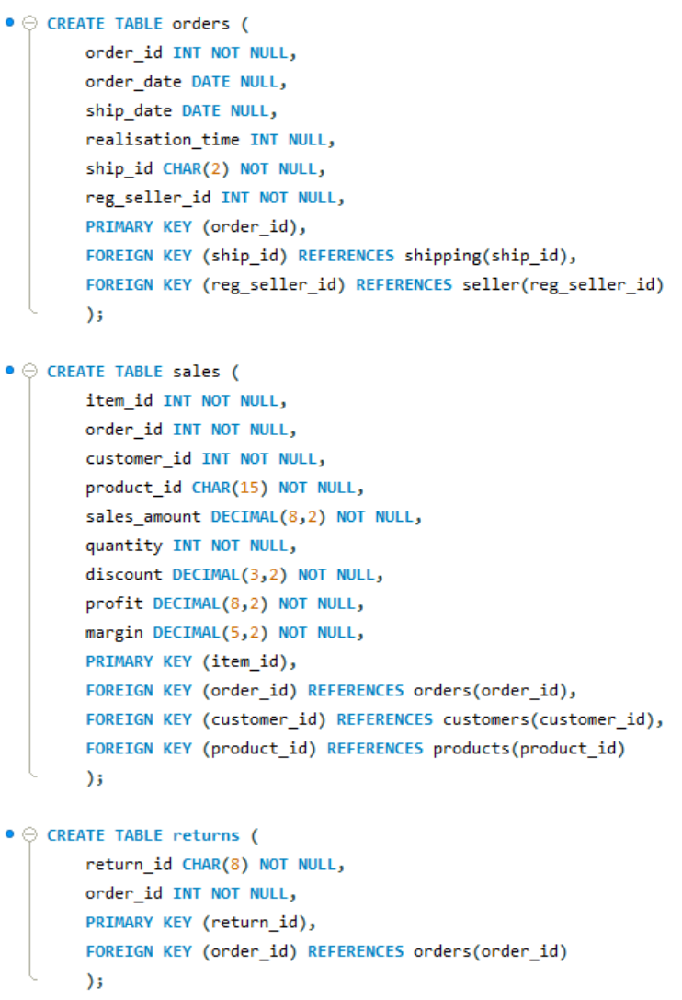 CREATE TABLE orders (
order_id INT NOT NULL,
order_date DATE NULL,
ship_date DATE NULL,
realisation_time INT NULL,
ship_id CHAR(2) NOT NULL,
reg_seller_id INT NOT NULL,
PRIMARY KEY (order_id),
FOREIGN KEY (ship_id) REFERENCES shipping(ship_id),
FOREIGN KEY (reg_seller_id) REFERENCES seller(reg_seller_id)
);
CREATE TABLE sales (
item_id INT NOT NULL,
order_id INT NOT NULL,
customer_id INT NOT NULL,
product_id CHAR(15) NOT NULL,
sales_amount DECIMAL(8,2) NOT NULL,
quantity INT NOT NULL,
discount DECIMAL(3,2) NOT NULL,
profit DECIMAL(8,2) NOT NULL,
margin DECIMAL(5,2) NOT NULL,
PRIMARY KEY (item_id),
FOREIGN KEY (order_id) REFERENCES orders(order_id),
FOREIGN KEY (customer_id) REFERENCES customers(customer_id),
FOREIGN KEY (product_id) REFERENCES products(product_id)
);
CREATE TABLE returns (
return_id CHAR(8) NOT NULL,
order_id INT NOT NULL,
PRIMARY KEY (return_id),
FOREIGN KEY (order_id) REFERENCES orders(order_id)
);